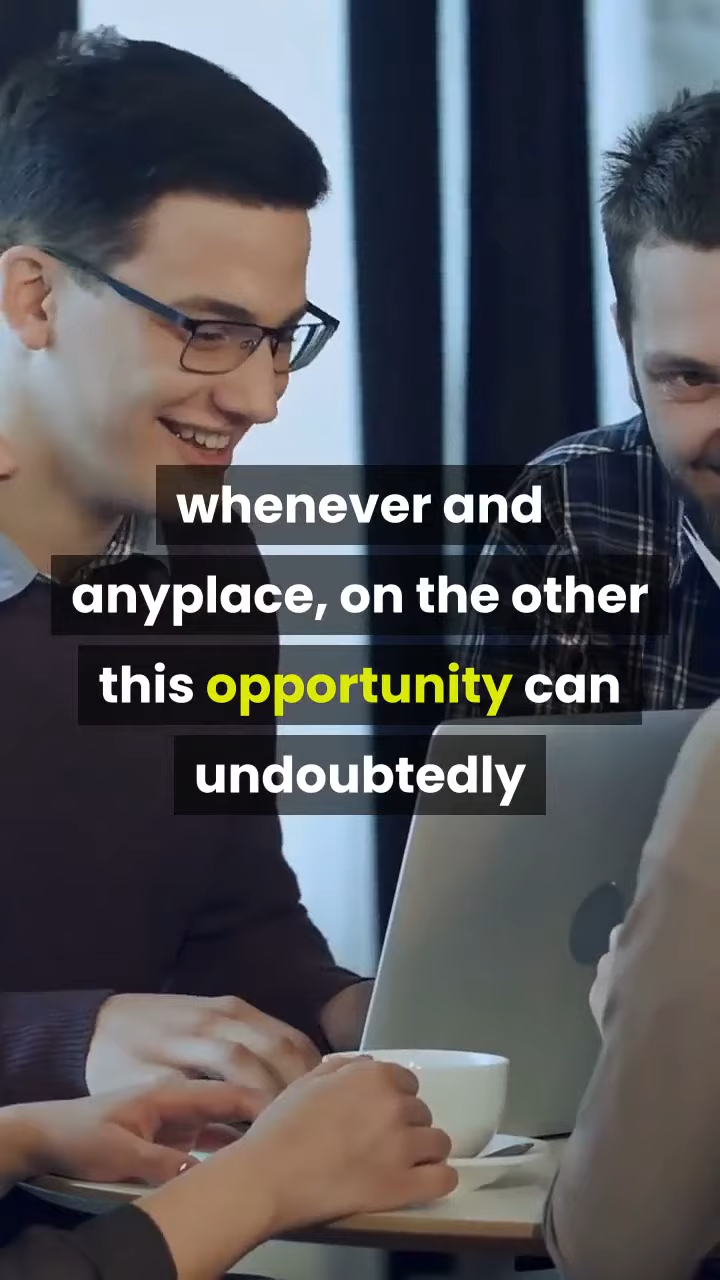 whenever and
anyplace, on the other
this opportunity can
undoubtedly